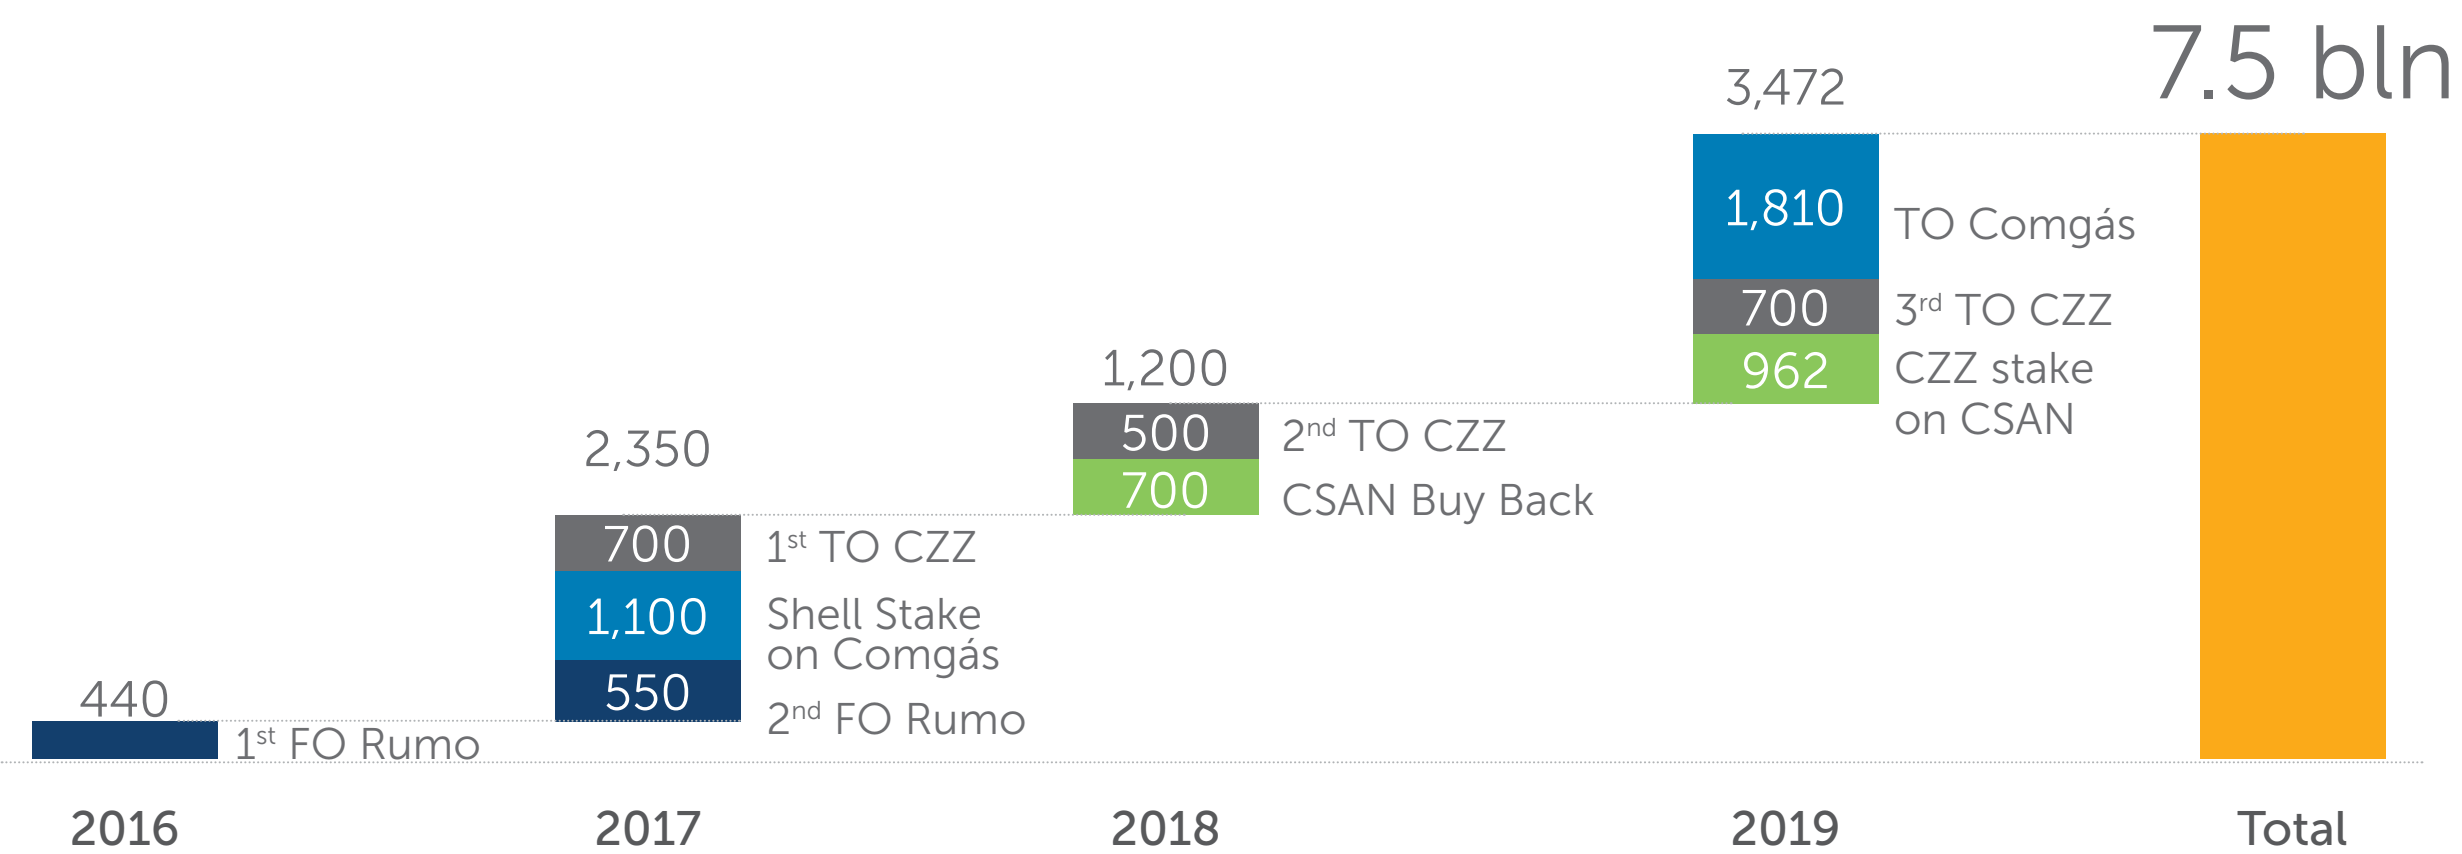 7.5 bln
3,472
1,810
TO Comgás
700
3rd TO CZZ
962
CZZ stake
on CSAN
1,200
500
2nd TO CZZ
700
CSAN Buy Back
2,350
700
1st TO CZZ
1,100
Shell Stake
on Comgás
550
2nd FO Rumo
440
1st FO Rumo
2016
2017
2018
2019
Total